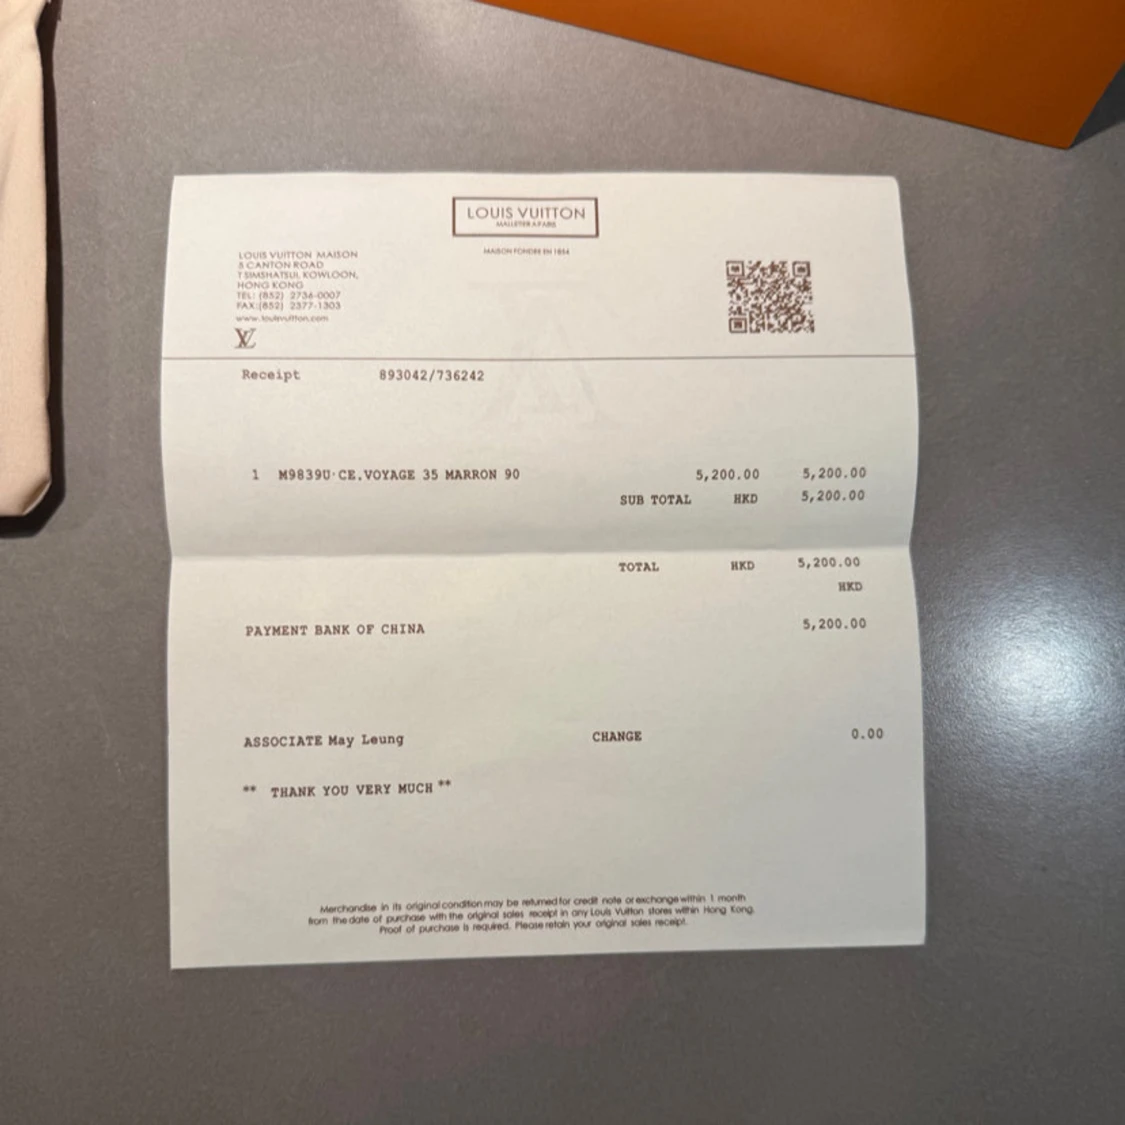 LOUIS VUITTON
MALLETIER A PARIS
MAISON FONDEE EN 1854
LOUIS VUITTON MAISON
5 CANTON ROAD
TSIMSHATSUI, KOWLOON,
HONG KONG
TEL: (852) 2736-0007
FAX:(852) 2377-1303
www.louisvuitton.com
LV
Receipt 893042/736242
1 M9839U·CE.VOYAGE 35 MARRON 90 5,200.00 5,200.00
SUB TOTAL HKD 5,200.00
TOTAL HKD 5,200.00
HKD
PAYMENT BANK OF CHINA 5,200.00
ASSOCIATE May Leung CHANGE 0.00
** THANK YOU VERY MUCH **
Merchandise in its original condition may be returned for credit note or exchange within 1 month
from the date of purchase with the original sales receipt in any Louis Vuitton stores within Hong Kong.
Proof of purchase is required. Please retain your original sales receipt.